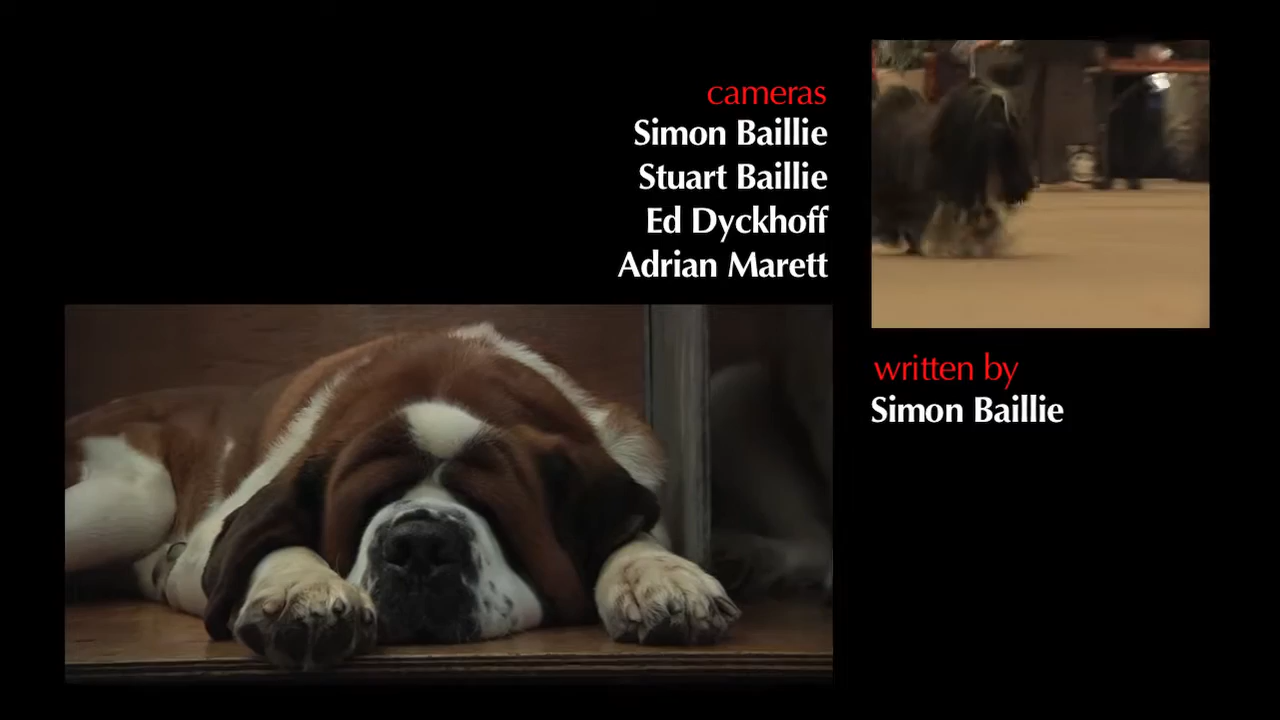 cameras
Simon Baillie
Stuart Baillie
Ed Dyckhoff
Adrian Marett
written by
Simon Baillie